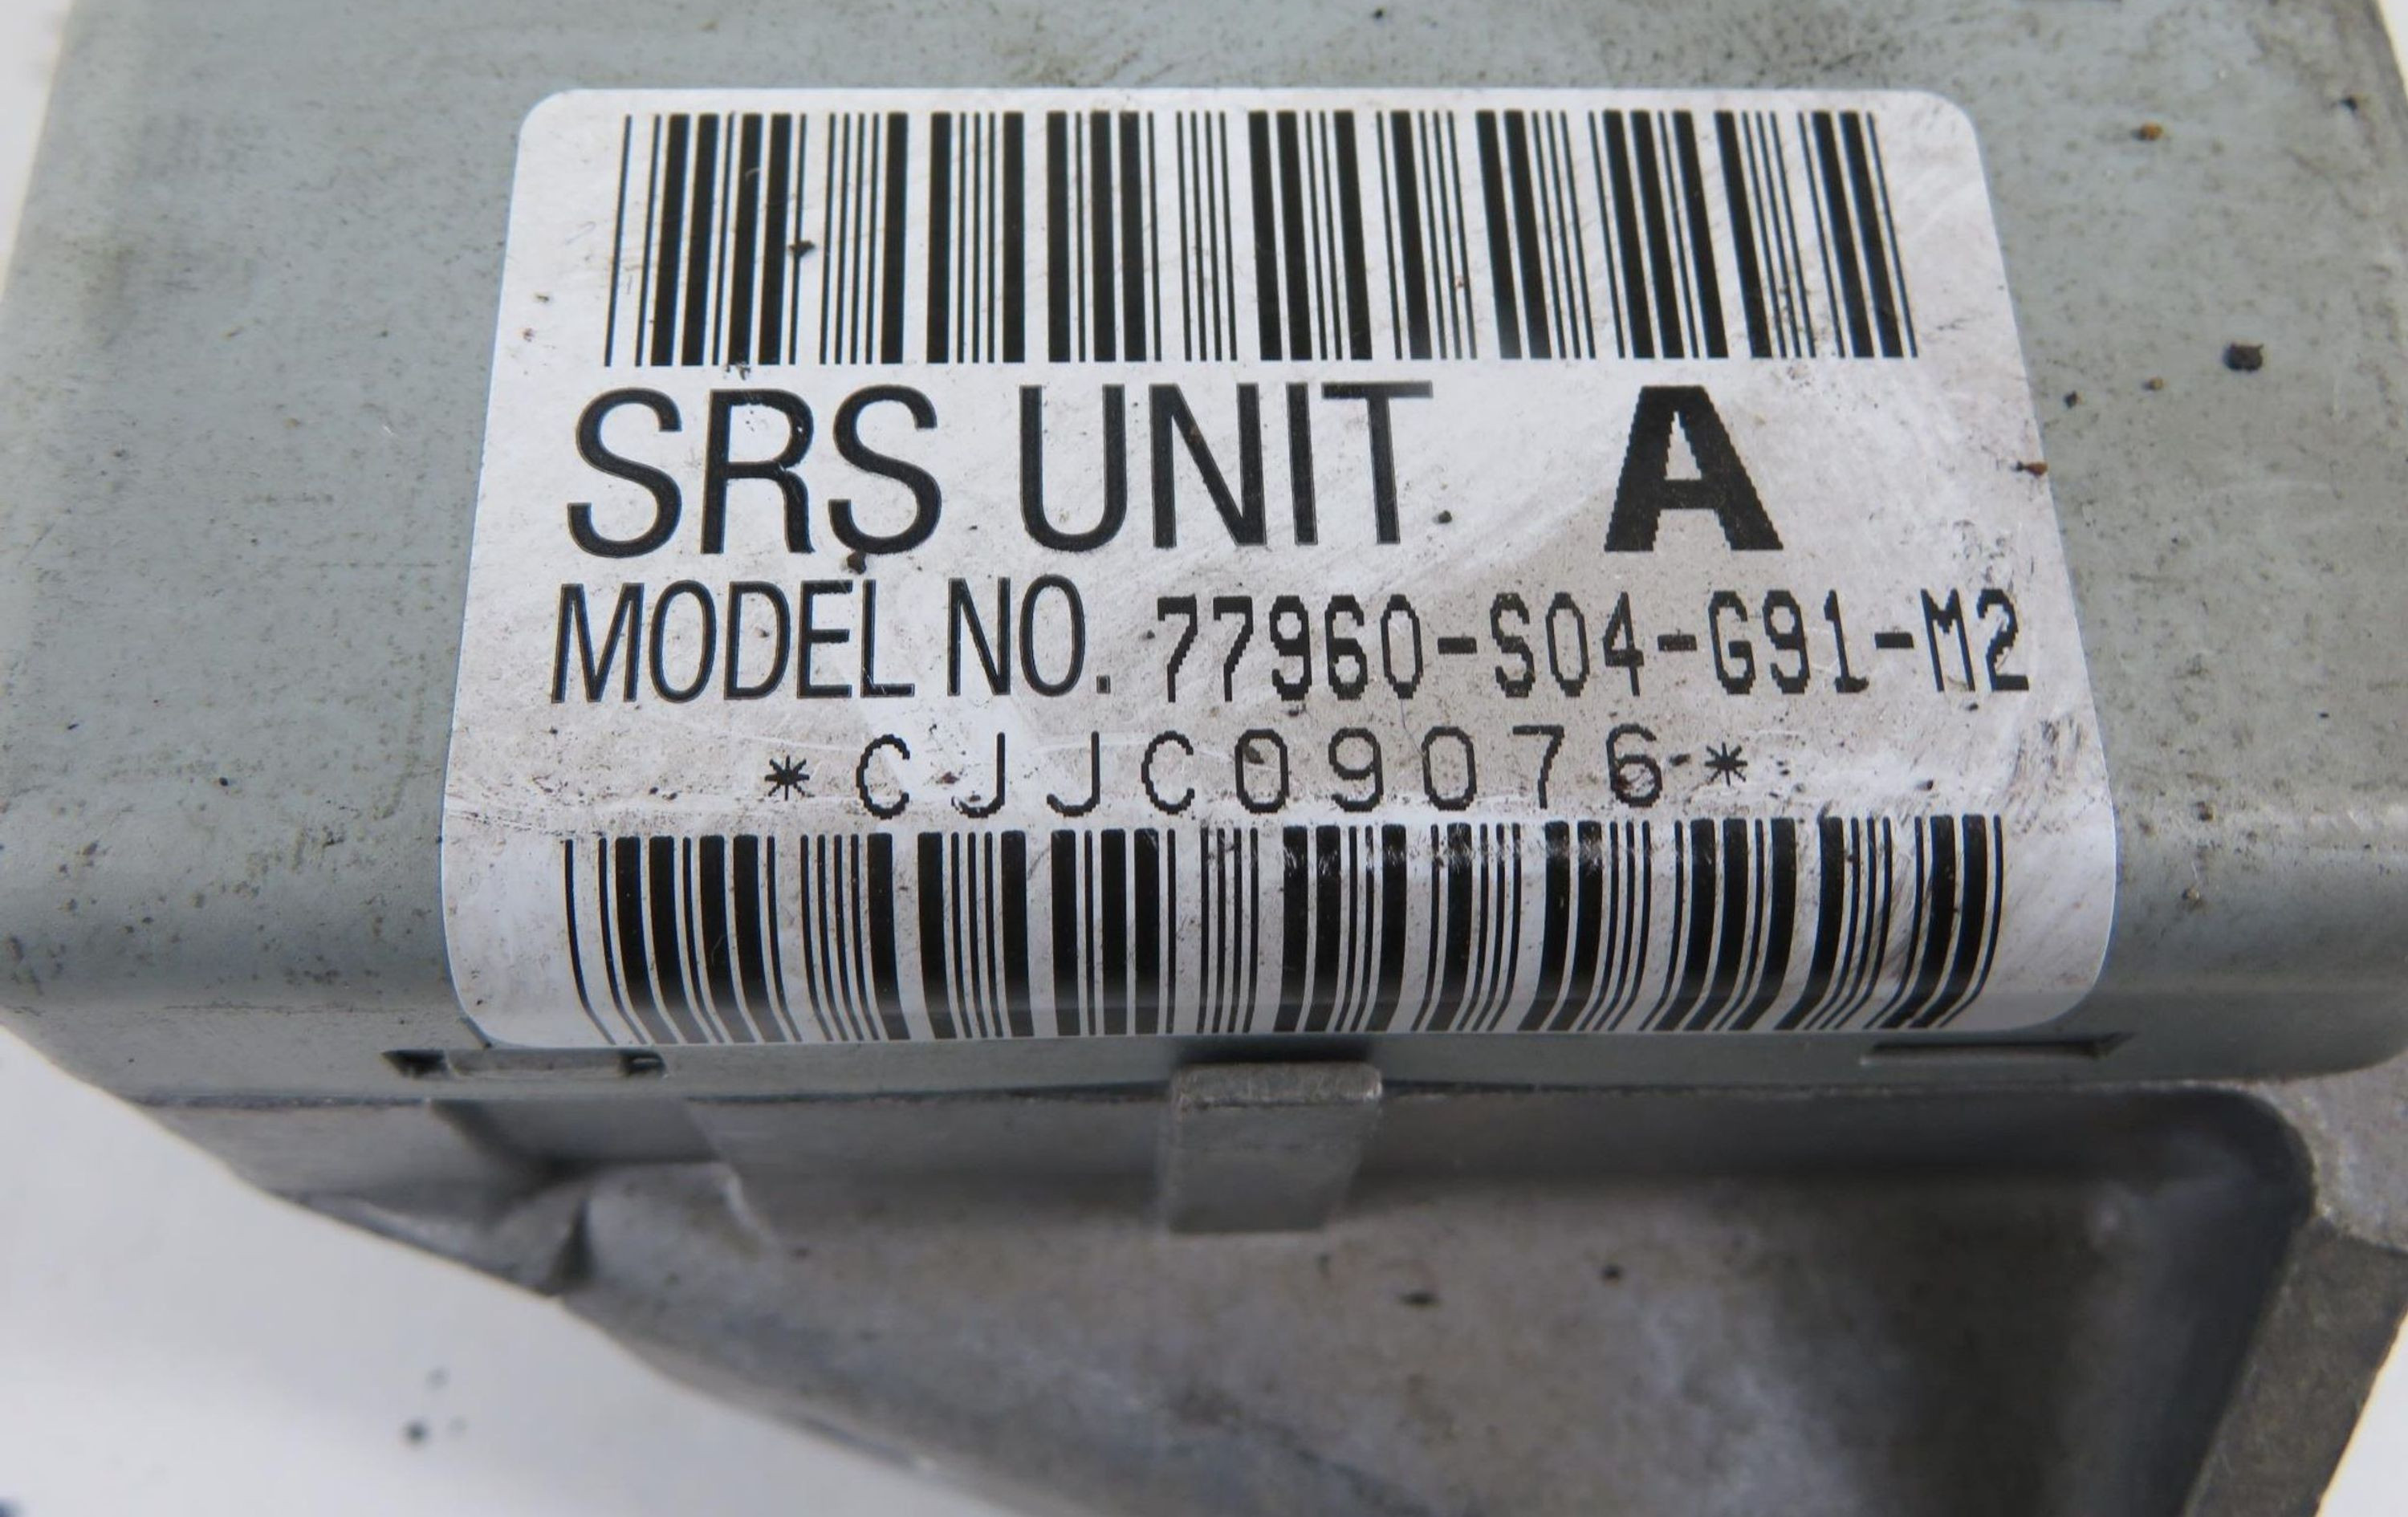 SRS UNIT A
MODEL NO. 77960-S04-G91-M2
*CJJC09076*